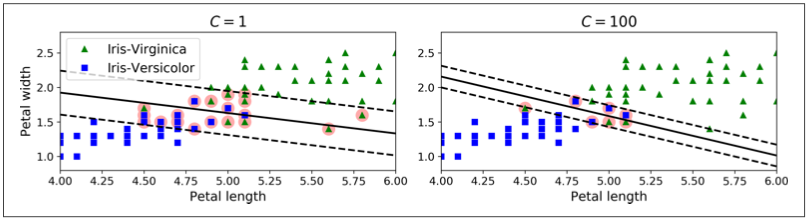 C = 1
2.5
2.0
1.5
1.0
Petal width
Iris-Virginica
Iris-Versicolor
4.00 4.25 4.50 4.75 5.00 5.25 5.50 5.75 6.00
Petal length
C = 100
2.5
2.0
1.5
1.0
4.00 4.25 4.50 4.75 5.00 5.25 5.50 5.75 6.00
Petal length